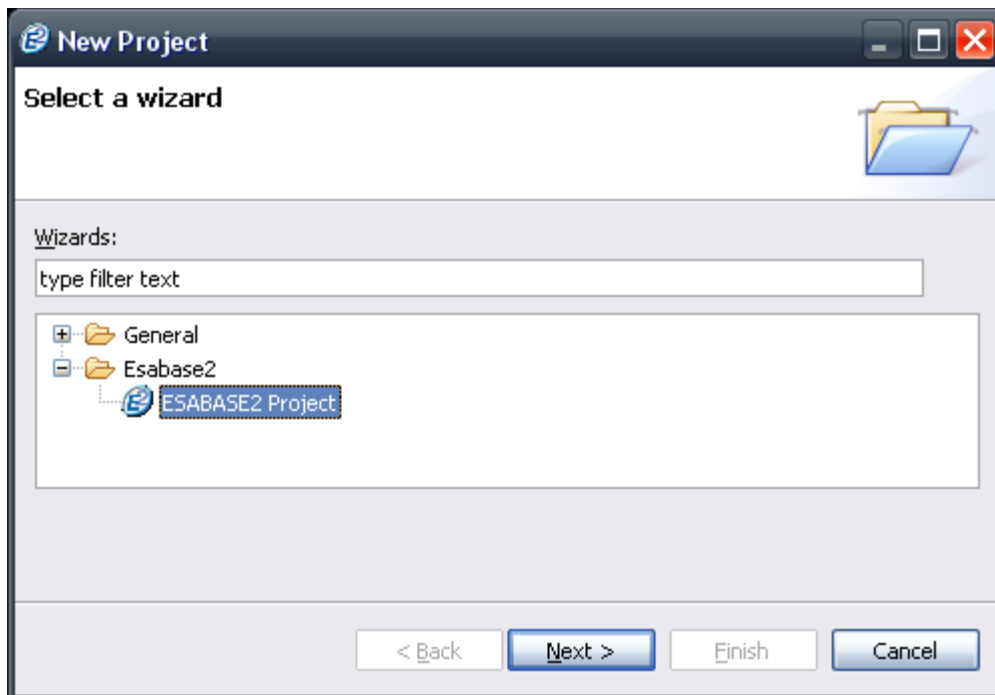 New Project
Select a wizard
Wizards:
type filter text
General
Esabase2
ESABASE2 Project
< Back Next > Finish Cancel